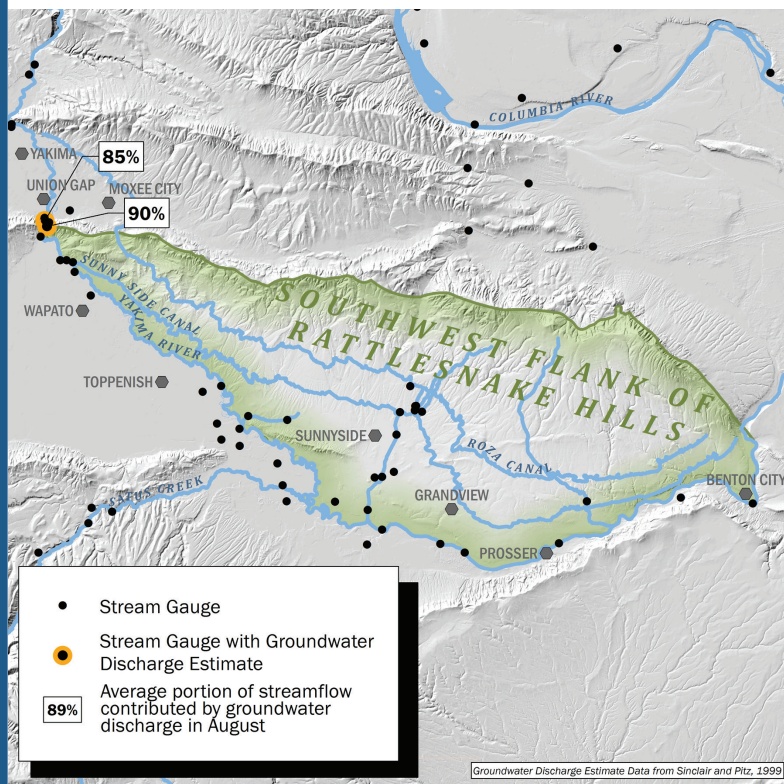 COLUMBIA RIVER
YAKIMA
85%
UNION GAP
MOXEE CITY
90%
SUNNY SIDE CANAL
YAKIMA RIVER
WAPATO
SOUTHWEST FLANK OF
RATTLESNAKE HILLS
TOPPENISH
SUNNYSIDE
ROZA CANAL
SATUS CREEK
GRANDVIEW
BENTON CITY
PROSSER
Stream Gauge
Stream Gauge with Groundwater
Discharge Estimate
89%
Average portion of streamflow
contributed by groundwater
discharge in August
Groundwater Discharge Estimate Data from Sinclair and Pitz, 1999